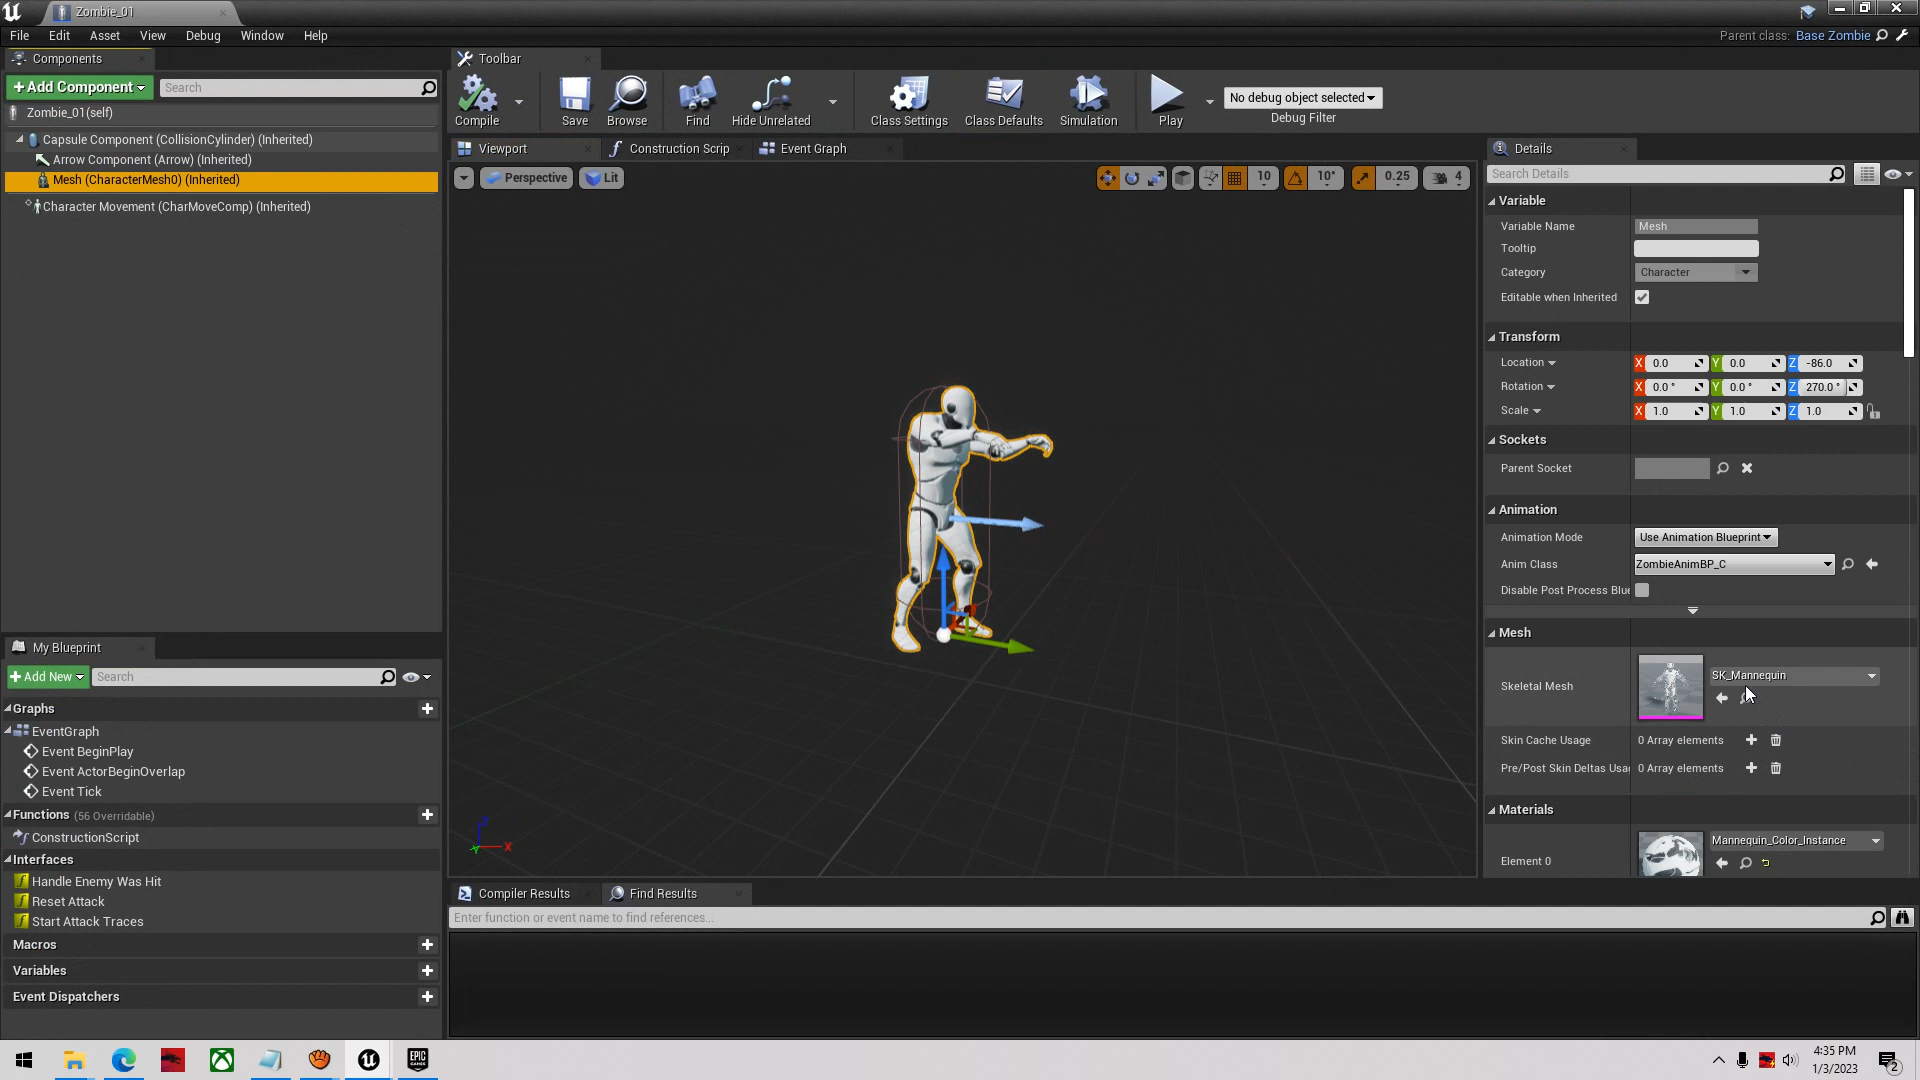 Zombie_01
File Edit Asset View Debug Window Help
Parent class: Base Zombie
Components
Add Component
Search
Zombie_01(self)
Capsule Component (CollisionCylinder) (Inherited)
Arrow Component (Arrow) (Inherited)
Mesh (CharacterMesh0) (Inherited)
Character Movement (CharMoveComp) (Inherited)
My Blueprint
Add New
Search
Graphs
EventGraph
Event BeginPlay
Event ActorBeginOverlap
Event Tick
Functions (56 Overridable)
ConstructionScript
Interfaces
Handle Enemy Was Hit
Reset Attack
Start Attack Traces
Macros
Variables
Event Dispatchers
Toolbar
Compile
Save
Browse
Find
Hide Unrelated
Class Settings
Class Defaults
Simulation
Play
No debug object selected
Debug Filter
Viewport
Construction Scrip
Event Graph
Perspective
Lit
10
10°
0.25
4
Z
X
Y
Compiler Results
Find Results
Enter function or event name to find references...
Details
Search Details
Variable
Variable Name Mesh
Tooltip
Category Character
Editable when Inherited
Transform
Location X 0.0 Y 0.0 Z -86.0
Rotation X 0.0 ° Y 0.0 ° Z 270.0 °
Scale X 1.0 Y 1.0 Z 1.0
Sockets
Parent Socket
Animation
Animation Mode Use Animation Blueprint
Anim Class ZombieAnimBP_C
Disable Post Process Blue
Mesh
Skeletal Mesh SK_Mannequin
Skin Cache Usage 0 Array elements
Pre/Post Skin Deltas Usag 0 Array elements
Materials
Element 0 Mannequin_Color_Instance
EPIC
GAMES
4:35 PM
1/3/2023
2